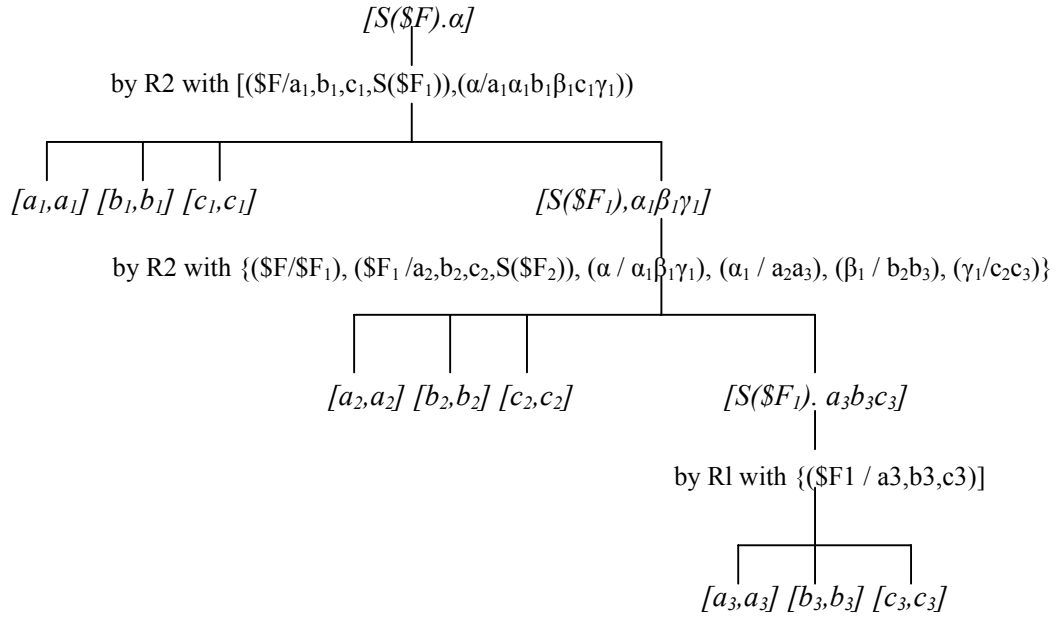 [S($F).α]
by R2 with [($F/a₁,b₁,c₁,S($F₁)),(α/a₁α₁b₁β₁c₁γ₁))
[a₁,a₁] [b₁,b₁] [c₁,c₁] [S($F₁),α₁β₁γ₁]
by R2 with {($F/$F₁), ($F₁ /a₂,b₂,c₂,S($F₂)), (α / α₁β₁γ₁), (α₁ / a₂a₃), (β₁ / b₂b₃), (γ₁/c₂c₃)}
[a₂,a₂] [b₂,b₂] [c₂,c₂] [S($F₁). a₃b₃c₃]
by Rl with {($F1 / a3,b3,c3)]
[a₃,a₃] [b₃,b₃] [c₃,c₃]